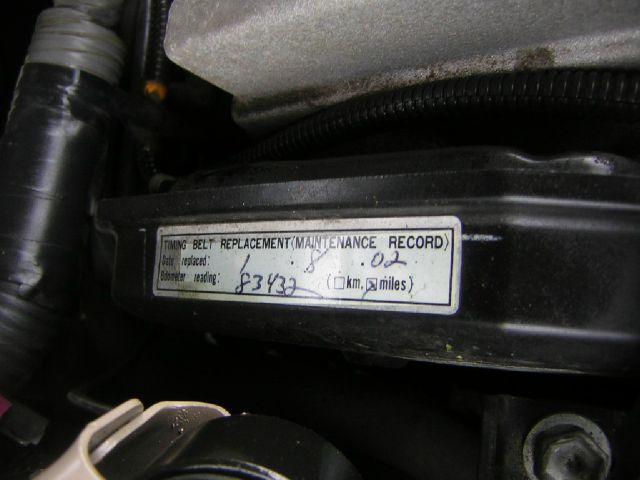 TIMING BELT REPLACEMENT(MAINTENANCE RECORD)
Date replaced: 1 . 8 . 02
Odometer reading: 83432 (☐km, ☒miles)